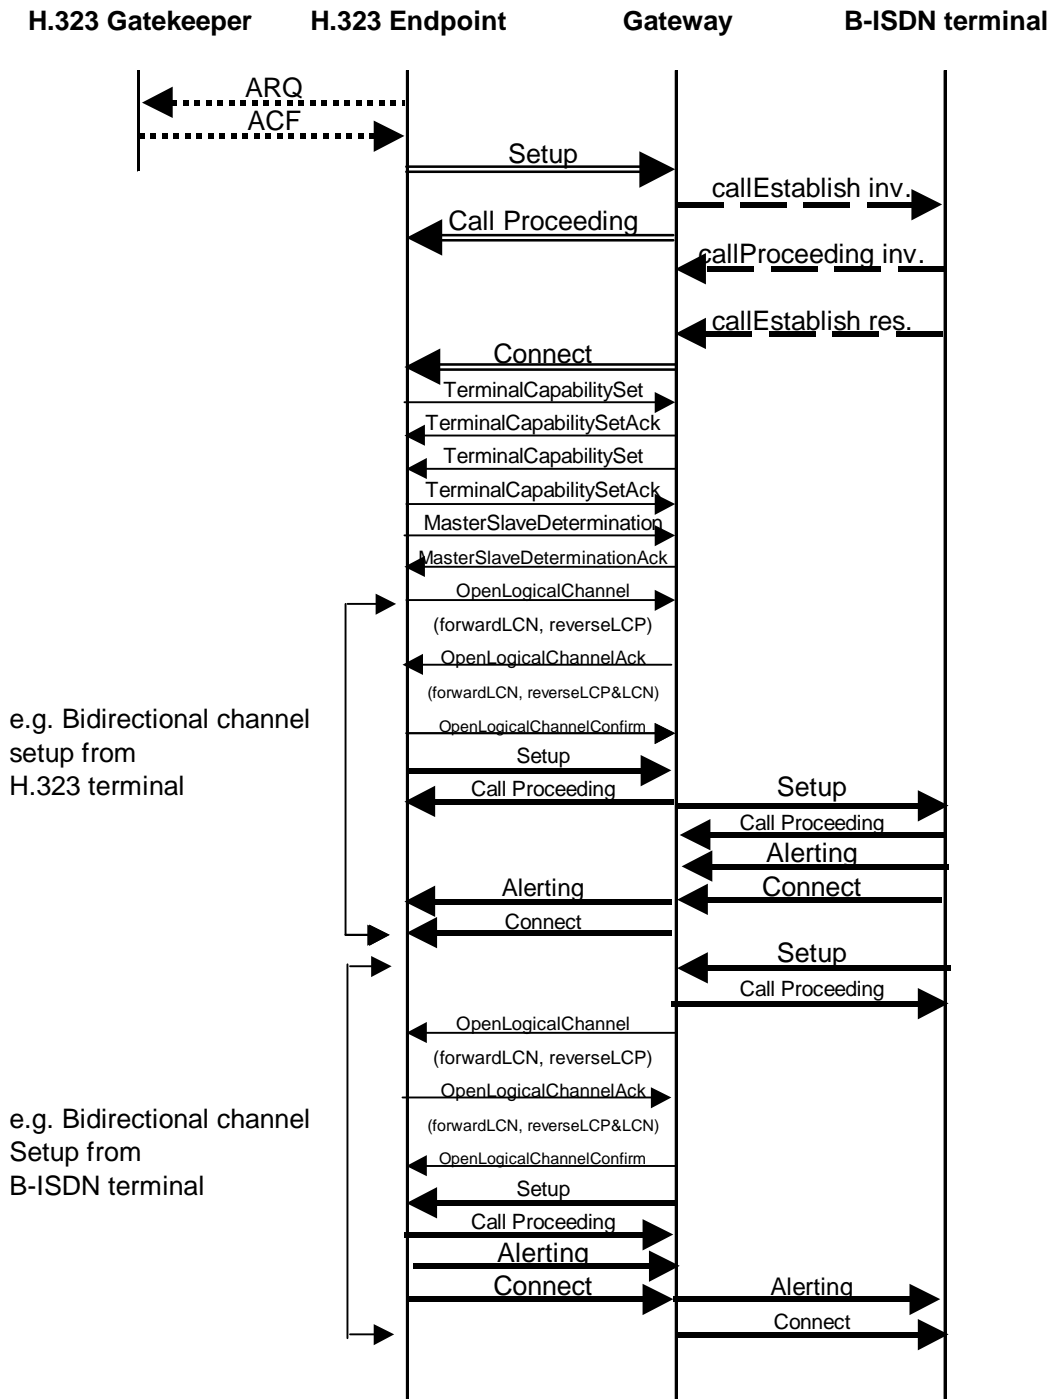 H.323 Gatekeeper H.323 Endpoint Gateway B-ISDN terminal
ARQ
ACF
Setup
callEstablish inv.
Call Proceeding
callProceeding inv.
callEstablish res.
Connect
TerminalCapabilitySet
TerminalCapabilitySetAck
TerminalCapabilitySet
TerminalCapabilitySetAck
MasterSlaveDetermination
MasterSlaveDeterminationAck
OpenLogicalChannel
(forwardLCN, reverseLCP)
OpenLogicalChannelAck
(forwardLCN, reverseLCP&LCN)
OpenLogicalChannelConfirm
e.g. Bidirectional channel
setup from
H.323 terminal
Setup
Call Proceeding
Setup
Call Proceeding
Alerting
Connect
Alerting
Connect
Setup
Call Proceeding
OpenLogicalChannel
(forwardLCN, reverseLCP)
OpenLogicalChannelAck
(forwardLCN, reverseLCP&LCN)
OpenLogicalChannelConfirm
e.g. Bidirectional channel
Setup from
B-ISDN terminal
Setup
Call Proceeding
Alerting
Connect
Alerting
Connect